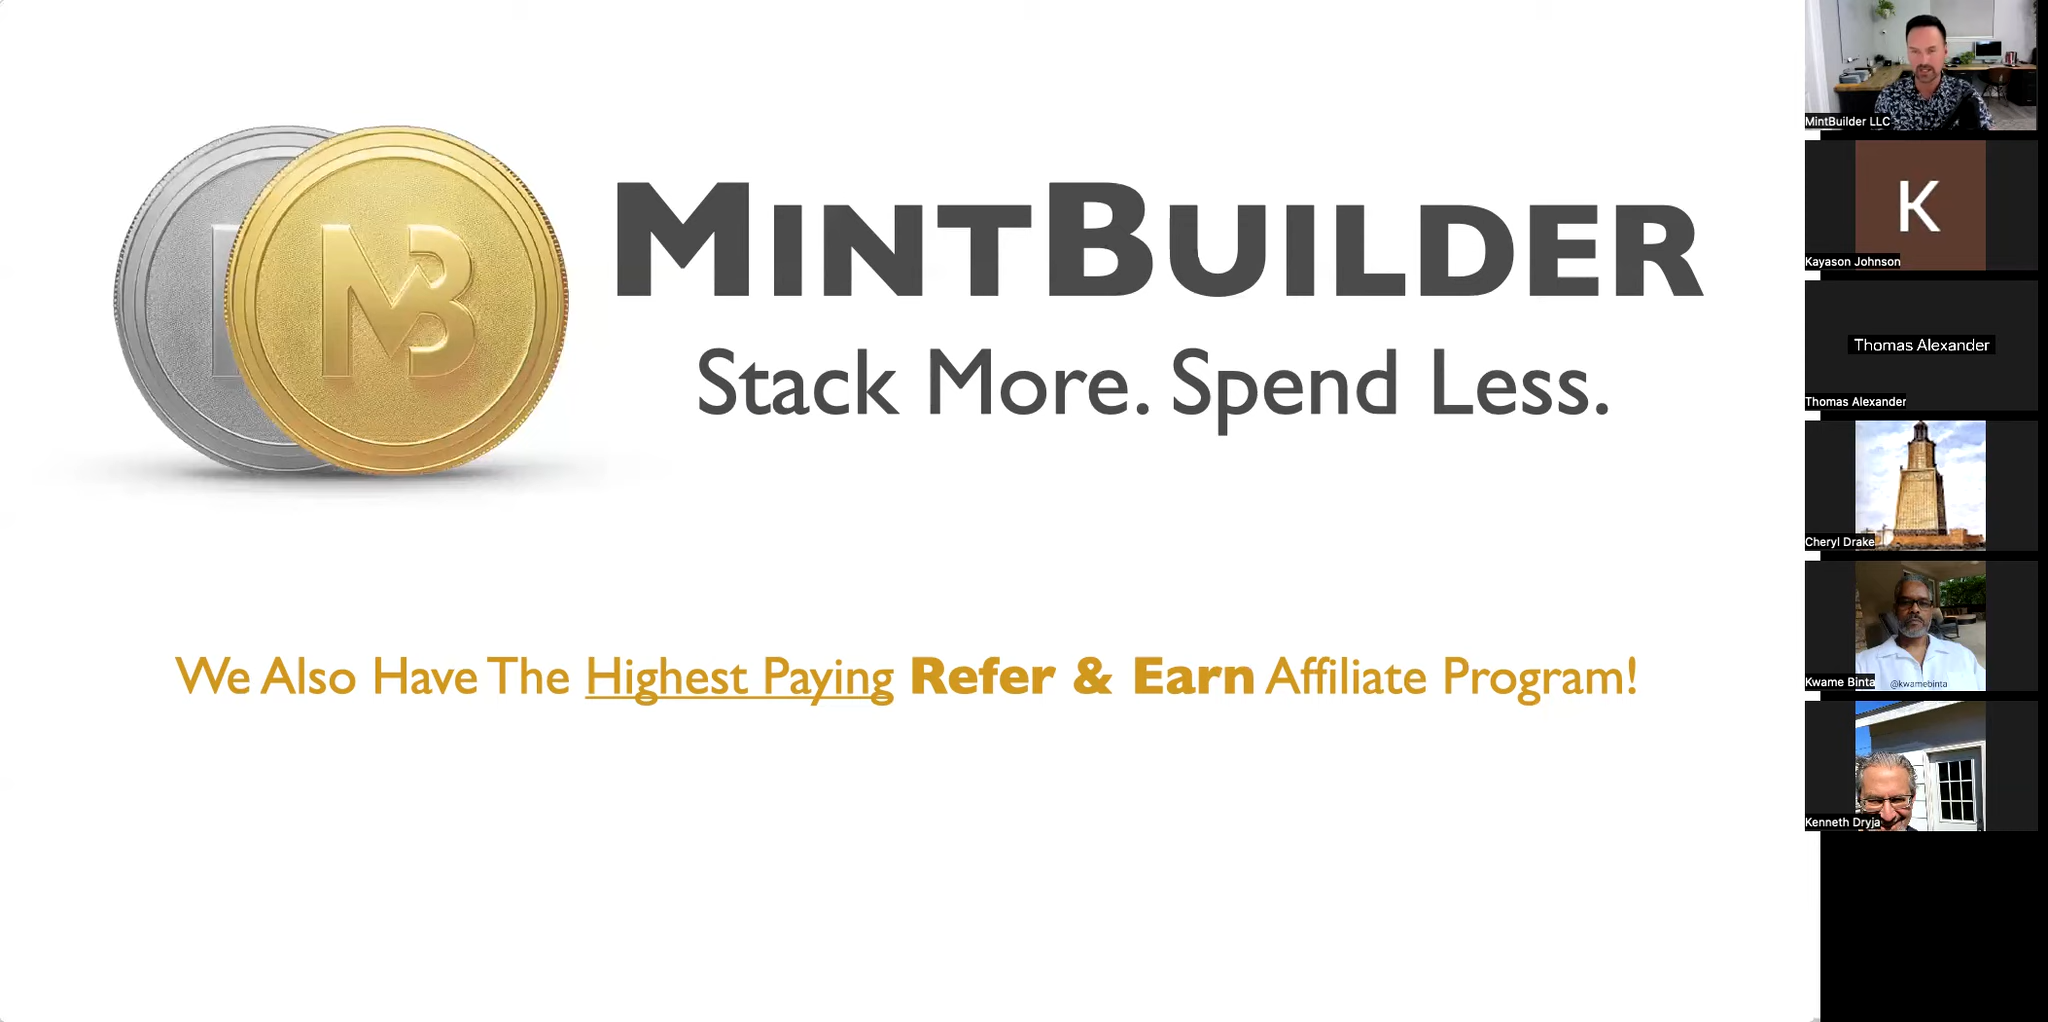 MB
MINTBUILDER
Stack More. Spend Less.
We Also Have The Highest Paying Refer & Earn Affiliate Program!
MintBuilder LLC
K
Kayason Johnson
Thomas Alexander
Thomas Alexander
Cheryl Drake
Kwame Binta
@kwamebinta
Kenneth Dryja